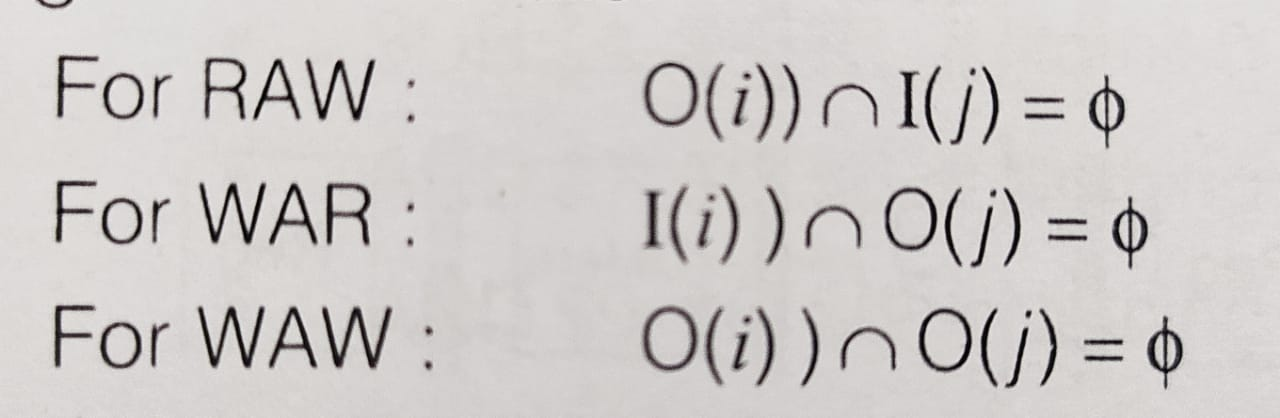 For RAW : O(i)) ∩ I(j) = ϕ
For WAR : I(i) ) ∩ O(j) = ϕ
For WAW : O(i) ) ∩ O(j) = ϕ